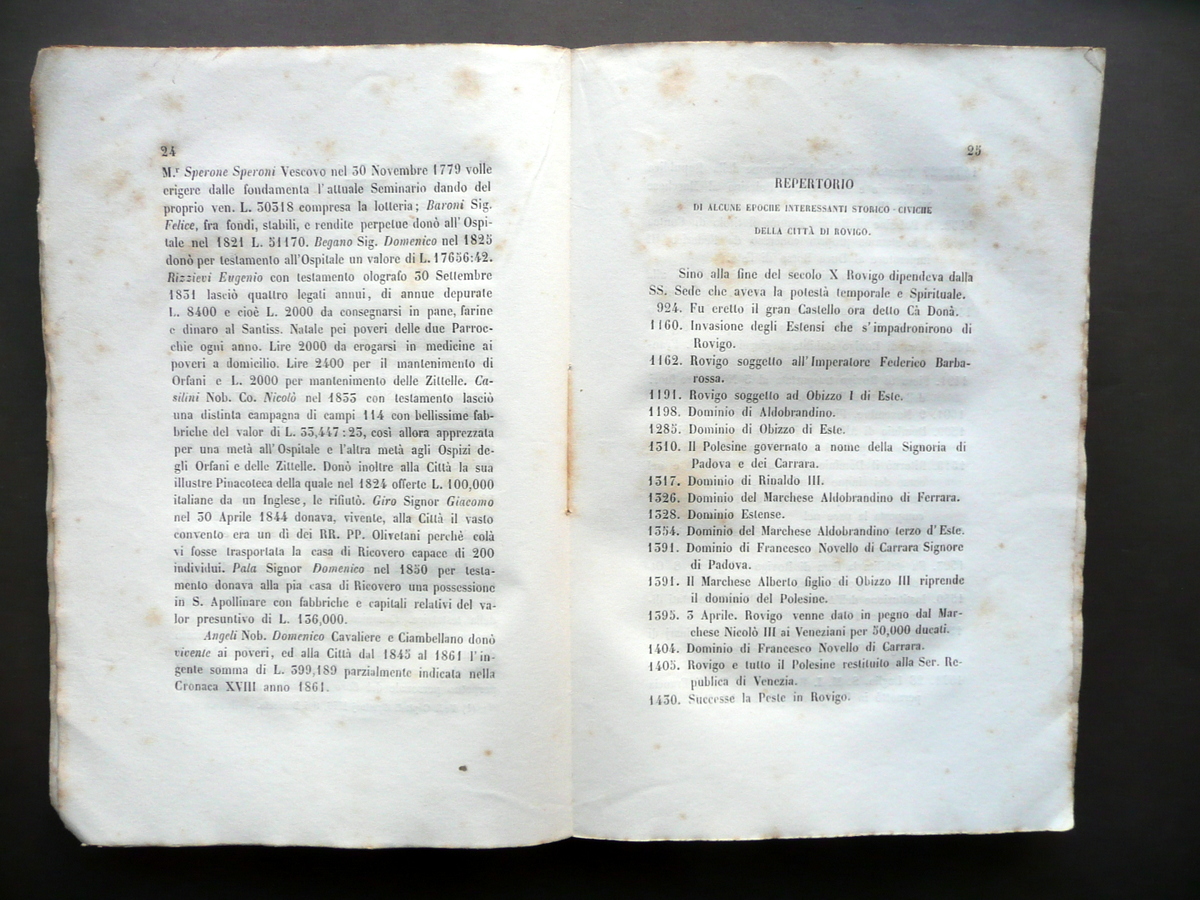 24
M.r Sperone Speroni Vescovo nel 30 Novembre 1779 volle
erigere dalle fondamenta l'attuale Seminario dando del
proprio ven. L. 30318 compresa la lotteria; Baroni Sig.
Felice, fra fondi, stabili, e rendite perpetue donò all'Ospi-
tale nel 1821 L. 51170. Begano Sig. Domenico nel 1825
donò per testamento all'Ospitale un valore di L. 17656:42.
Rizzievi Eugenio con testamento olografo 30 Settembre
1831 lasciò quattro legati annui, di annue depurate
L. 8400 e cioè L. 2000 da consegnarsi in pane, farine
e dinaro al Santiss. Natale pei poveri delle due Parroc-
chie ogni anno. Lire 2000 da erogarsi in medicine ai
poveri a domicilio. Lire 2400 per il mantenimento di
Orfani e L. 2000 per mantenimento delle Zittelle. Ca-
silini Nob. Co. Nicolò nel 1833 con testamento lasciò
una distinta campagna di campi 114 con bellissime fab-
briche del valor di L. 33,447:23, così allora apprezzata
per una metà all'Ospitale e l'altra metà agli Ospizi de-
gli Orfani e delle Zittelle. Donò inoltre alla Città la sua
illustre Pinacoteca della quale nel 1824 offerte L. 100,000
italiane da un Inglese, le rifiutò. Giro Signor Giacomo
nel 30 Aprile 1844 donava, vivente, alla Città il vasto
convento era un dì dei RR. PP. Olivetani perchè colà
vi fosse trasportata la casa di Ricovero capace di 200
individui. Pala Signor Domenico nel 1850 per testa-
mento donava alla pia casa di Ricovero una possessione
in S. Apollinare con fabbriche e capitali relativi del va-
lor presuntivo di L. 136,000.
Angeli Nob. Domenico Cavaliere e Ciambellano donò
vivente ai poveri, ed alla Città dal 1845 al 1861 l'in-
gente somma di L. 399,189 parzialmente indicata nella
Cronaca XVIII anno 1861.
25
REPERTORIO
DI ALCUNE EPOCHE INTERESSANTI STORICO-CIVICHE
DELLA CITTÀ DI ROVIGO.
Sino alla fine del secolo X Rovigo dipendeva dalla
SS. Sede che aveva la potestà temporale e Spirituale.
924. Fu eretto il gran Castello ora detto Cà Donà.
1160. Invasione degli Estensi che s'impadronirono di
Rovigo.
1162. Rovigo soggetto all'Imperatore Federico Barba-
rossa.
1191. Rovigo soggetto ad Obizzo I di Este.
1198. Dominio di Aldobrandino.
1285. Dominio di Obizzo di Este.
1310. Il Polesine governato a nome della Signoria di
Padova e dei Carrara.
1317. Dominio di Rinaldo III.
1326. Dominio del Marchese Aldobrandino di Ferrara.
1328. Dominio Estense.
1354. Dominio del Marchese Aldobrandino terzo d'Este.
1391. Dominio di Francesco Novello di Carrara Signore
di Padova.
1391. Il Marchese Alberto figlio di Obizzo III riprende
il dominio del Polesine.
1395. 3 Aprile. Rovigo venne dato in pegno dal Mar-
chese Nicolò III ai Veneziani per 50,000 ducati.
1404. Dominio di Francesco Novello di Carrara.
1405. Rovigo e tutto il Polesine restituito alla Ser. Re-
publica di Venezia.
1430. Successe la Peste in Rovigo.